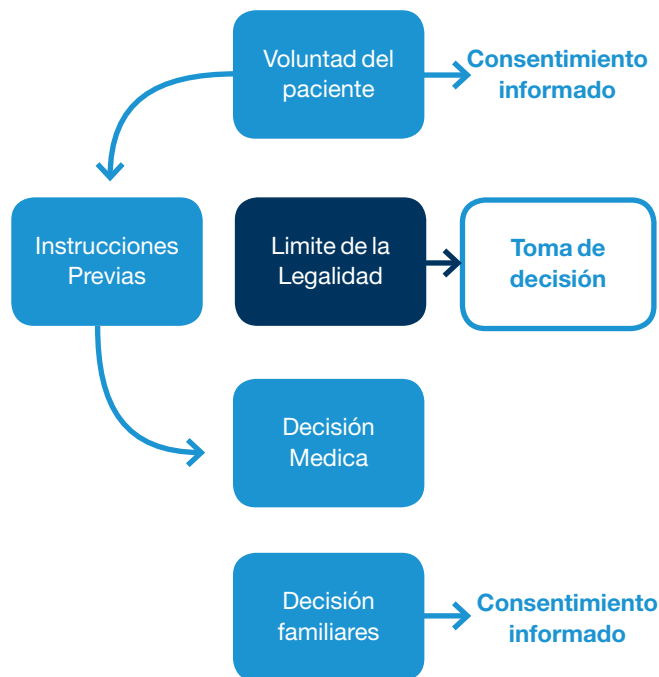 Voluntad del
paciente
Consentimiento
informado
Instrucciones
Previas
Limite de la
Legalidad
Toma de
decisión
Decisión
Medica
Decisión
familiares
Consentimiento
informado